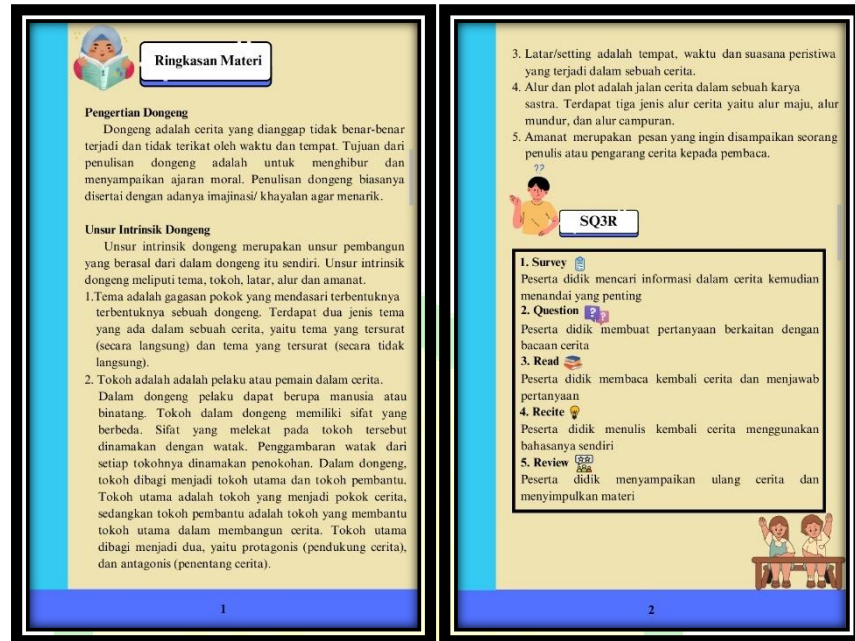 Ringkasan Materi
Pengertian Dongeng
Dongeng adalah cerita yang dianggap tidak benar-benar
terjadi dan tidak terikat oleh waktu dan tempat. Tujuan dari
penulisan dongeng adalah untuk menghibur dan
menyampaikan ajaran moral. Penulisan dongeng biasanya
disertai dengan adanya imajinasi/ khayalan agar menarik.
Unsur Intrinsik Dongeng
Unsur intrinsik dongeng merupakan unsur pembangun
yang berasal dari dalam dongeng itu sendiri. Unsur intrinsik
dongeng meliputi tema, tokoh, latar, alur dan amanat.
1.Tema adalah gagasan pokok yang mendasari terbentuknya
terbentuknya sebuah dongeng. Terdapat dua jenis tema
yang ada dalam sebuah cerita, yaitu tema yang tersurat
(secara langsung) dan tema yang tersurat (secara tidak
langsung).
2. Tokoh adalah adalah pelaku atau pemain dalam cerita.
Dalam dongeng pelaku dapat berupa manusia atau
binatang. Tokoh dalam dongeng memiliki sifat yang
berbeda. Sifat yang melekat pada tokoh tersebut
dinamakan dengan watak. Penggambaran watak dari
setiap tokohnya dinamakan penokohan. Dalam dongeng,
tokoh dibagi menjadi tokoh utama dan tokoh pembantu.
Tokoh utama adalah tokoh yang menjadi pokok cerita,
sedangkan tokoh pembantu adalah tokoh yang membantu
tokoh utama dalam membangun cerita. Tokoh utama
dibagi menjadi dua, yaitu protagonis (pendukung cerita),
dan antagonis (penentang cerita).
1
3. Latar/setting adalah tempat, waktu dan suasana peristiwa
yang terjadi dalam sebuah cerita.
4. Alur dan plot adalah jalan cerita dalam sebuah karya
sastra. Terdapat tiga jenis alur cerita yaitu alur maju, alur
mundur, dan alur campuran.
5. Amanat merupakan pesan yang ingin disampaikan seorang
penulis atau pengarang cerita kepada pembaca.
??
SQ3R
1. Survey
Peserta didik mencari informasi dalam cerita kemudian
menandai yang penting
2. Question
Peserta didik membuat pertanyaan berkaitan dengan
bacaan cerita
3. Read
Peserta didik membaca kembali cerita dan menjawab
pertanyaan
4. Recite
Peserta didik menulis kembali cerita menggunakan
bahasanya sendiri
5. Review
Peserta didik menyampaikan ulang cerita dan
menyimpulkan materi
2